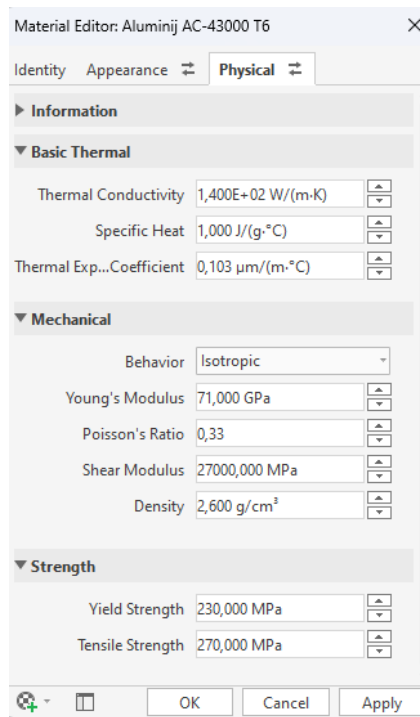 Material Editor: Aluminij AC-43000 T6
Identity Appearance Physical
Information
Basic Thermal
Thermal Conductivity 1,400E+02 W/(m·K)
Specific Heat 1,000 J/(g·°C)
Thermal Exp...Coefficient 0,103 µm/(m·°C)
Mechanical
Behavior Isotropic
Young's Modulus 71,000 GPa
Poisson's Ratio 0,33
Shear Modulus 27000,000 MPa
Density 2,600 g/cm³
Strength
Yield Strength 230,000 MPa
Tensile Strength 270,000 MPa
OK Cancel Apply